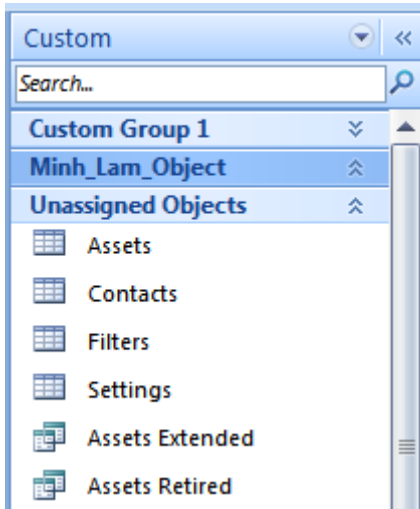 Custom
Search...
Custom Group 1
Minh_Lam_Object
Unassigned Objects
Assets
Contacts
Filters
Settings
Assets Extended
Assets Retired